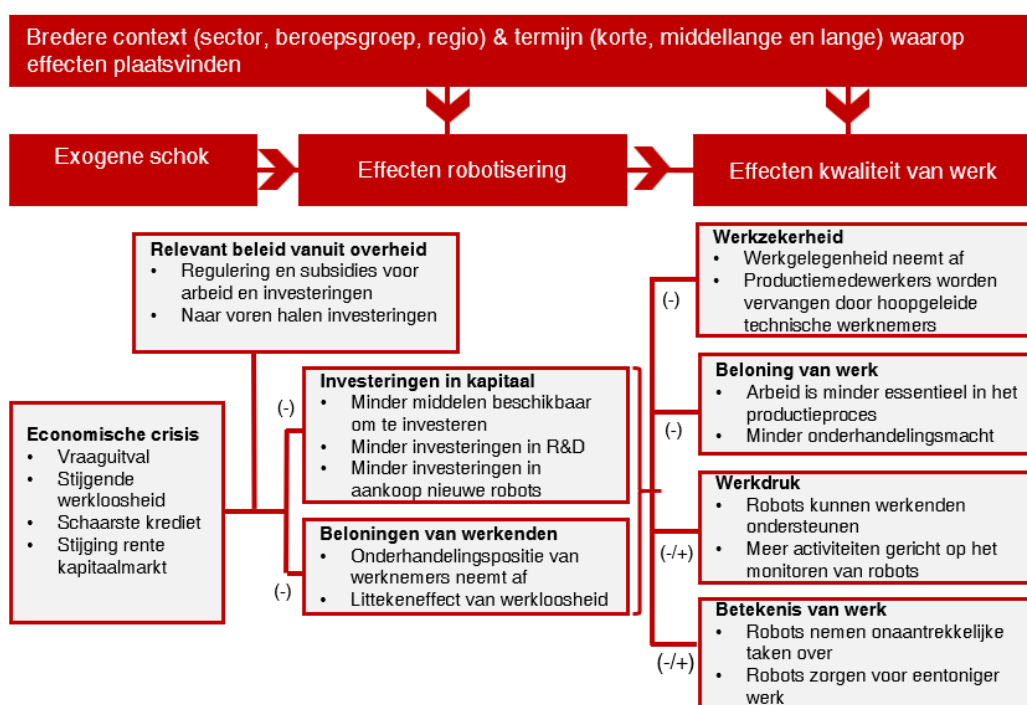 Bredere context (sector, beroepsgroep, regio) & termijn (korte, middellange en lange) waarop
effecten plaatsvinden
Exogene schok
Effecten robotisering
Effecten kwaliteit van werk
Relevant beleid vanuit overheid
• Regulering en subsidies voor
arbeid en investeringen
• Naar voren halen investeringen
Economische crisis
• Vraaguitval
• Stijgende
werkloosheid
• Schaarste krediet
• Stijging rente
kapitaalmarkt
(-)
(-)
Investeringen in kapitaal
• Minder middelen beschikbaar
om te investeren
• Minder investeringen in R&D
• Minder investeringen in
aankoop nieuwe robots
Beloningen van werkenden
• Onderhandelingspositie van
werknemers neemt af
• Littekeneffect van werkloosheid
(-)
Werkzekerheid
• Werkgelegenheid neemt af
• Productiemedewerkers worden
vervangen door hoopgeleide
technische werknemers
(-)
Beloning van werk
• Arbeid is minder essentieel in het
productieproces
• Minder onderhandelingsmacht
(-/+)
Werkdruk
• Robots kunnen werkenden
ondersteunen
• Meer activiteiten gericht op het
monitoren van robots
(-/+)
Betekenis van werk
• Robots nemen onaantrekkelijke
taken over
• Robots zorgen voor eentoniger
werk